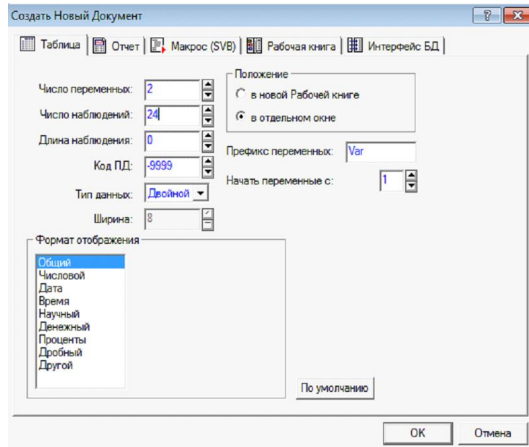 Создать Новый Документ
Таблица Отчет Макрос (SVB) Рабочая книга Интерфейс БД
Число переменных: 2
Число наблюдений: 24
Длина наблюдения: 0
Код ПД: -9999
Тип данных: Двойной
Ширина: 8
Положение
в новой Рабочей книге
в отдельном окне
Префикс переменных: Var
Начать переменные с: 1
Формат отображения
Общий
Числовой
Дата
Время
Научный
Денежный
Проценты
Дробный
Другой
По умолчанию
OK Отмена